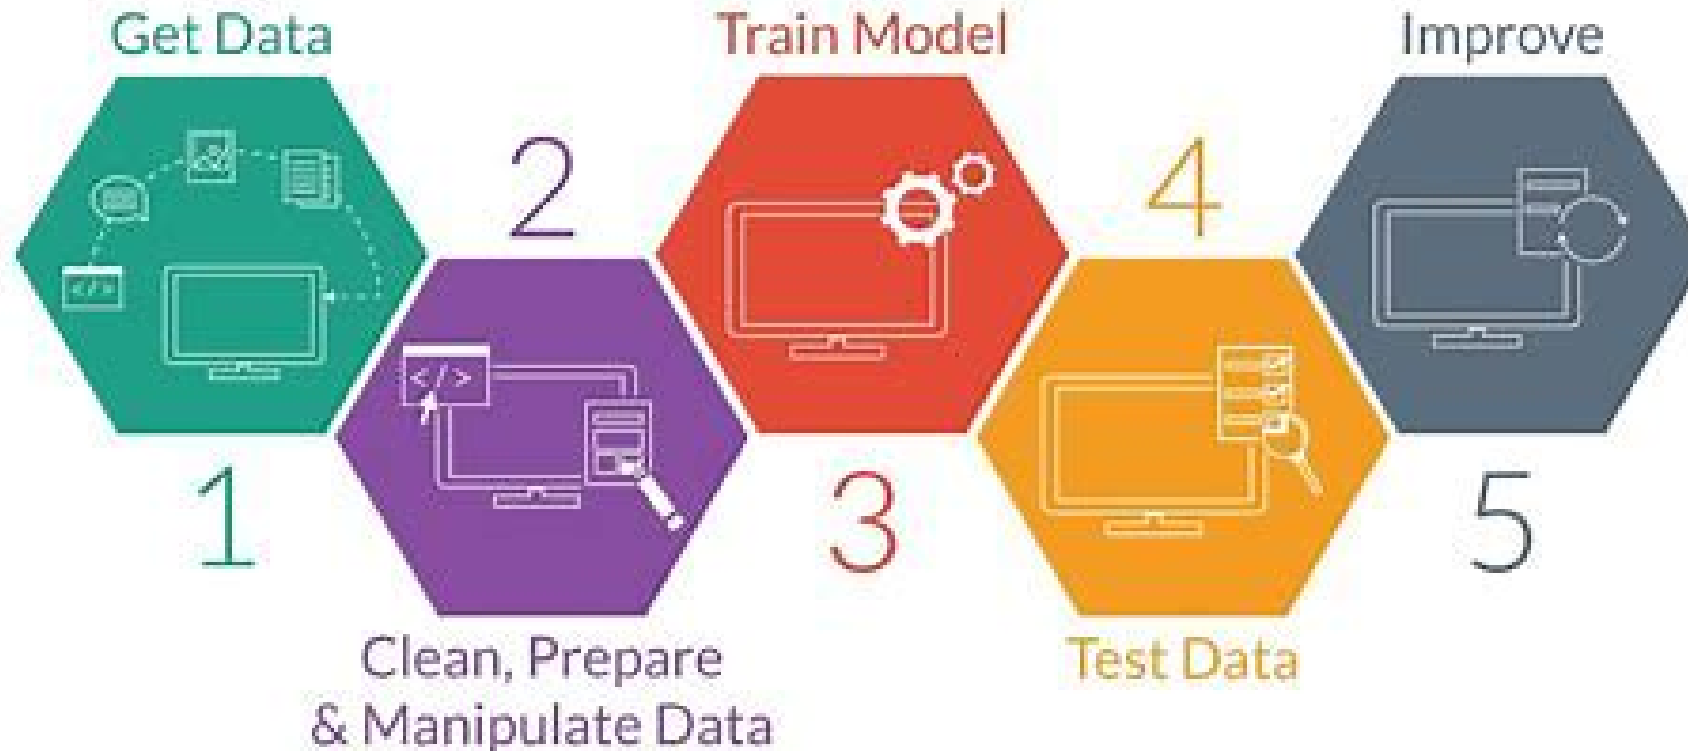 Get Data
1
2
Clean, Prepare
& Manipulate Data
Train Model
3
4
Test Data
Improve
5
</>
</>